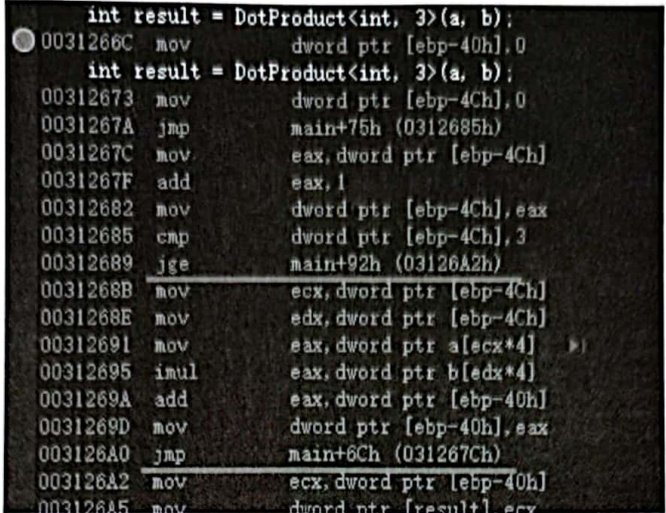 int result = DotProduct<int, 3>(a, b);
0031266C mov dword ptr [ebp-40h],0
int result = DotProduct<int, 3>(a, b);
00312673 mov dword ptr [ebp-4Ch],0
0031267A jmp main+75h (0312685h)
0031267C mov eax,dword ptr [ebp-4Ch]
0031267F add eax,1
00312682 mov dword ptr [ebp-4Ch],eax
00312685 cmp dword ptr [ebp-4Ch],3
00312689 jge main+92h (03126A2h)
0031268B mov ecx,dword ptr [ebp-4Ch]
0031268E mov edx,dword ptr [ebp-4Ch]
00312691 mov eax,dword ptr a[ecx*4]
00312695 imul eax,dword ptr b[edx*4]
0031269A add eax,dword ptr [ebp-40h]
0031269D mov dword ptr [ebp-40h],eax
003126A0 jmp main+6Ch (031267Ch)
003126A2 mov ecx,dword ptr [ebp-40h]
003126A5 mov dword ptr [result],ecx